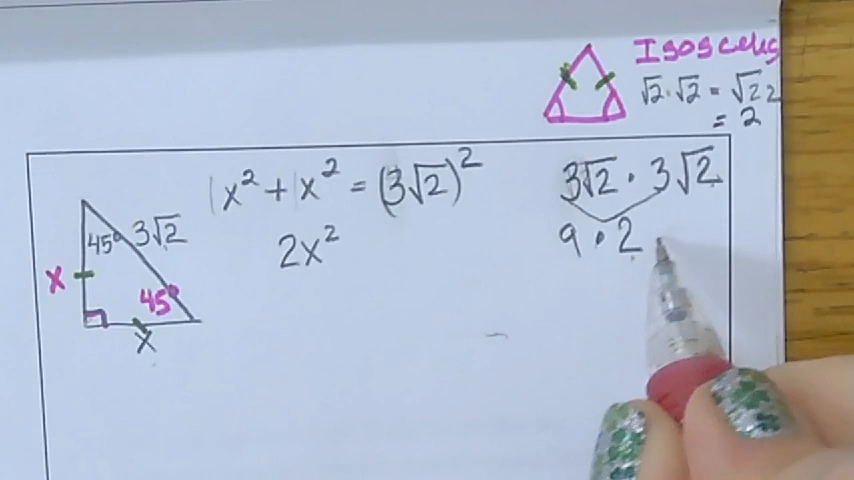 Isosceles
√2 · √2 = √2 2
= 2
x² + x² = (3√2)²
3√2 · 3√2
2x²
9 · 2
45°
3√2
x
45°
x